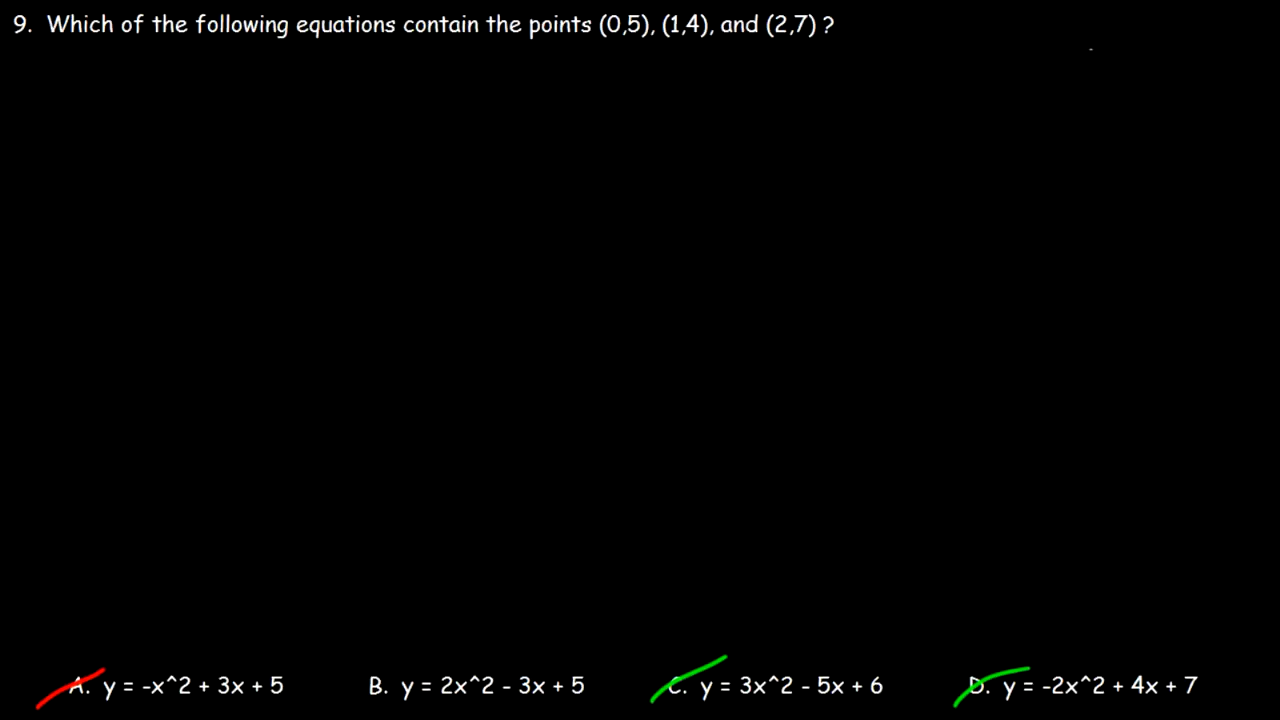 9. Which of the following equations contain the points (0,5), (1,4), and (2,7) ?
A. y = -x^2 + 3x + 5 B. y = 2x^2 - 3x + 5 C. y = 3x^2 - 5x + 6 D. y = -2x^2 + 4x + 7